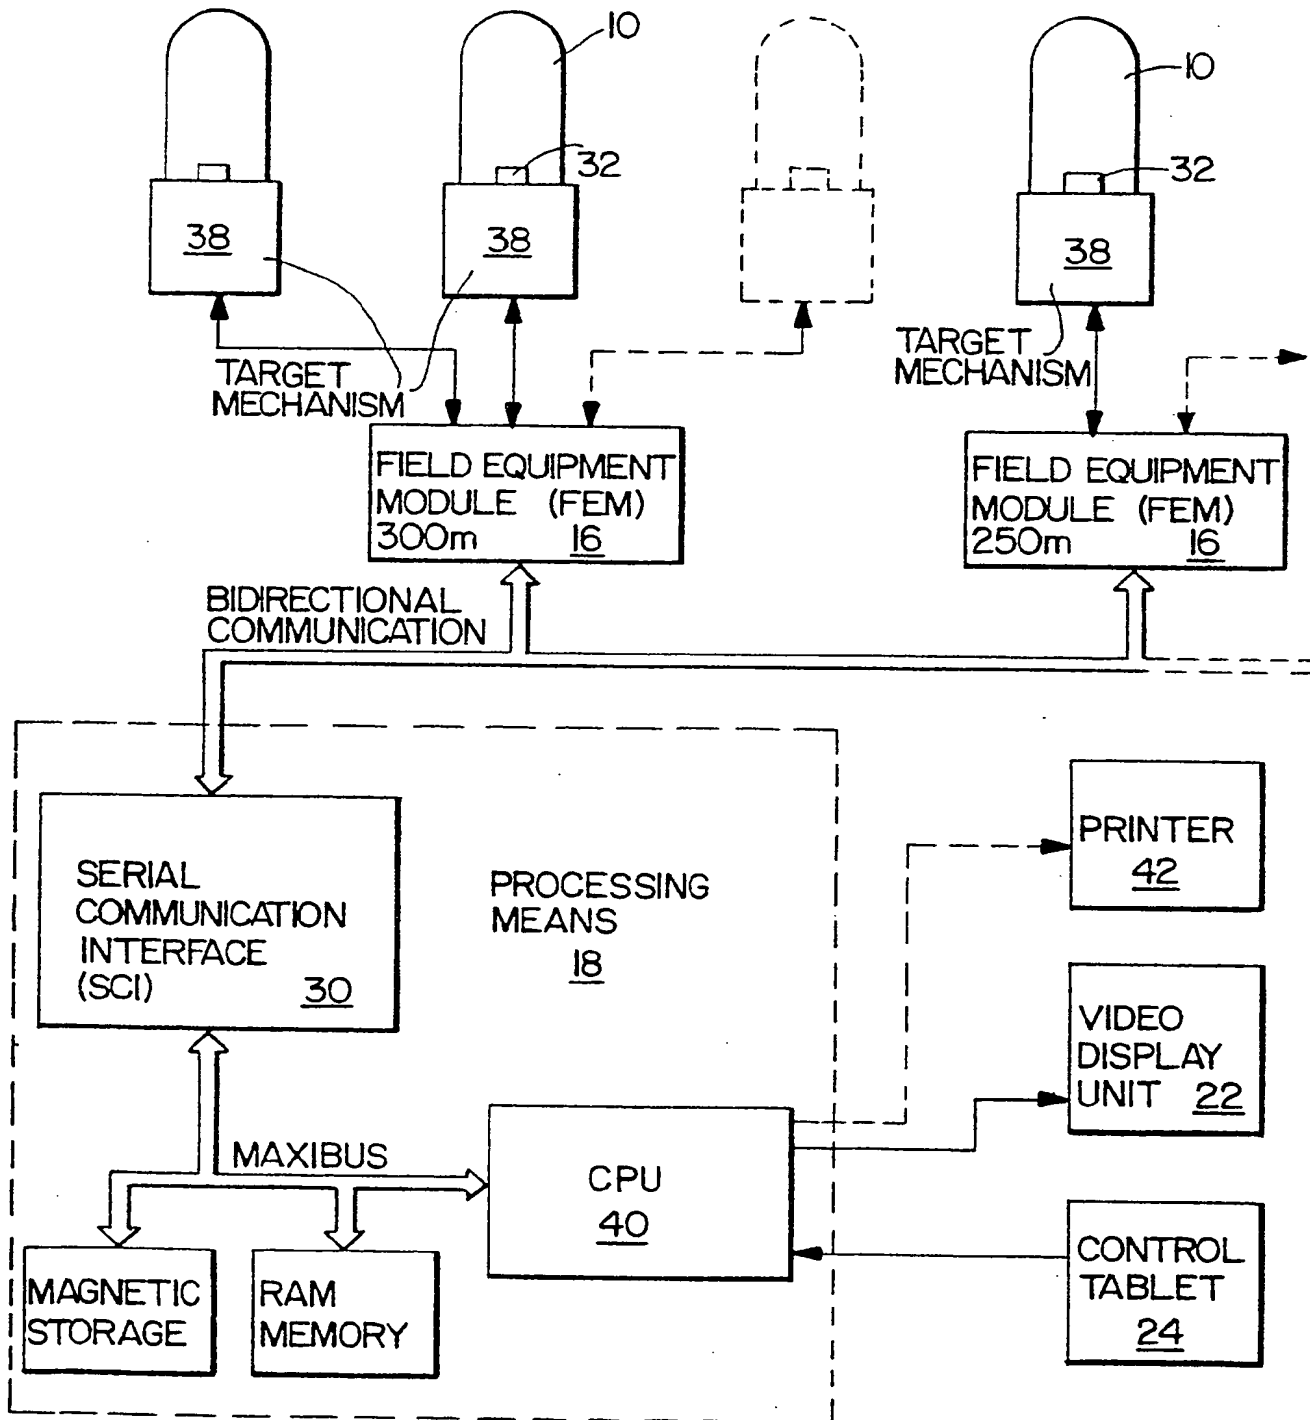 10
10
32
32
38
38
38
TARGET
MECHANISM
TARGET
MECHANISM
FIELD EQUIPMENT
MODULE (FEM)
300m 16
FIELD EQUIPMENT
MODULE (FEM)
250m 16
BIDIRECTIONAL
COMMUNICATION
SERIAL
COMMUNICATION
INTERFACE
(SCI) 30
PROCESSING
MEANS
18
PRINTER
42
VIDEO
DISPLAY
UNIT 22
MAXIBUS
CPU
40
MAGNETIC
STORAGE
RAM
MEMORY
CONTROL
TABLET
24